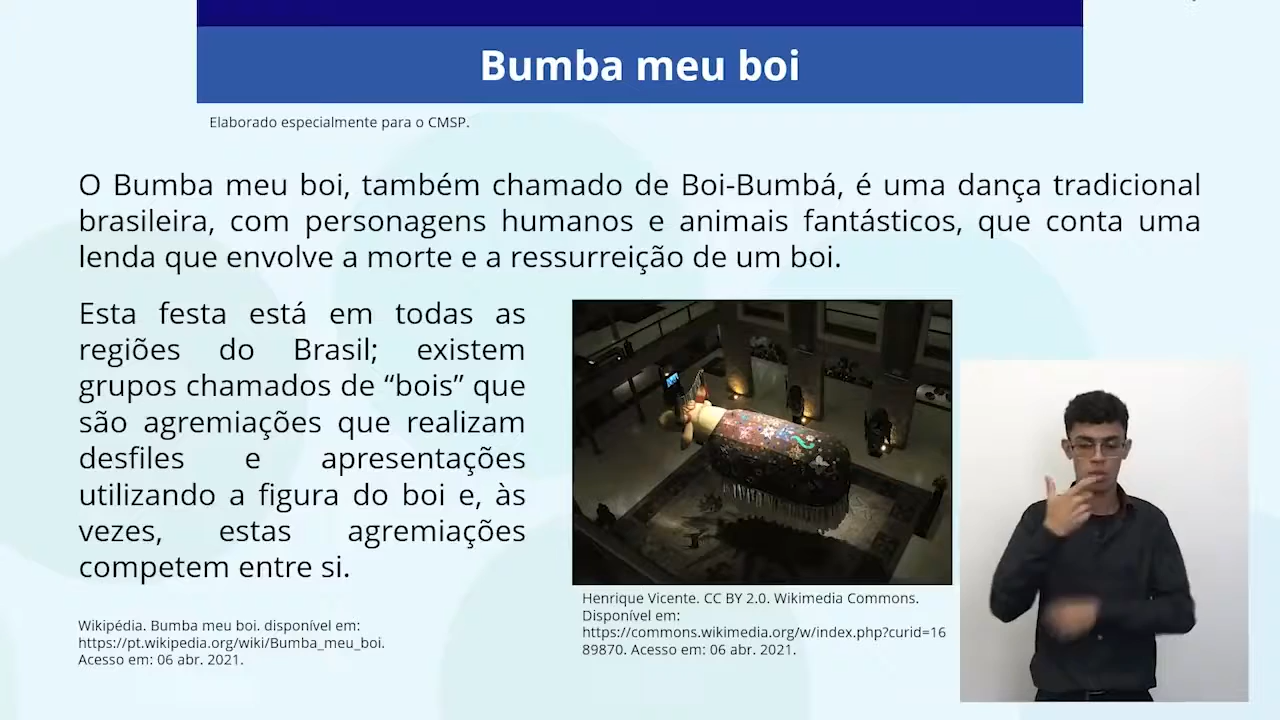 Bumba meu boi
Elaborado especialmente para o CMSP.
O Bumba meu boi, também chamado de Boi-Bumbá, é uma dança tradicional
brasileira, com personagens humanos e animais fantásticos, que conta uma
lenda que envolve a morte e a ressurreição de um boi.
Esta festa está em todas as
regiões do Brasil; existem
grupos chamados de “bois” que
são agremiações que realizam
desfiles e apresentações
utilizando a figura do boi e, às
vezes, estas agremiações
competem entre si.
Wikipédia. Bumba meu boi. disponível em:
https://pt.wikipedia.org/wiki/Bumba_meu_boi.
Acesso em: 06 abr. 2021.
Henrique Vicente. CC BY 2.0. Wikimedia Commons.
Disponível em:
https://commons.wikimedia.org/w/index.php?curid=16
89870. Acesso em: 06 abr. 2021.